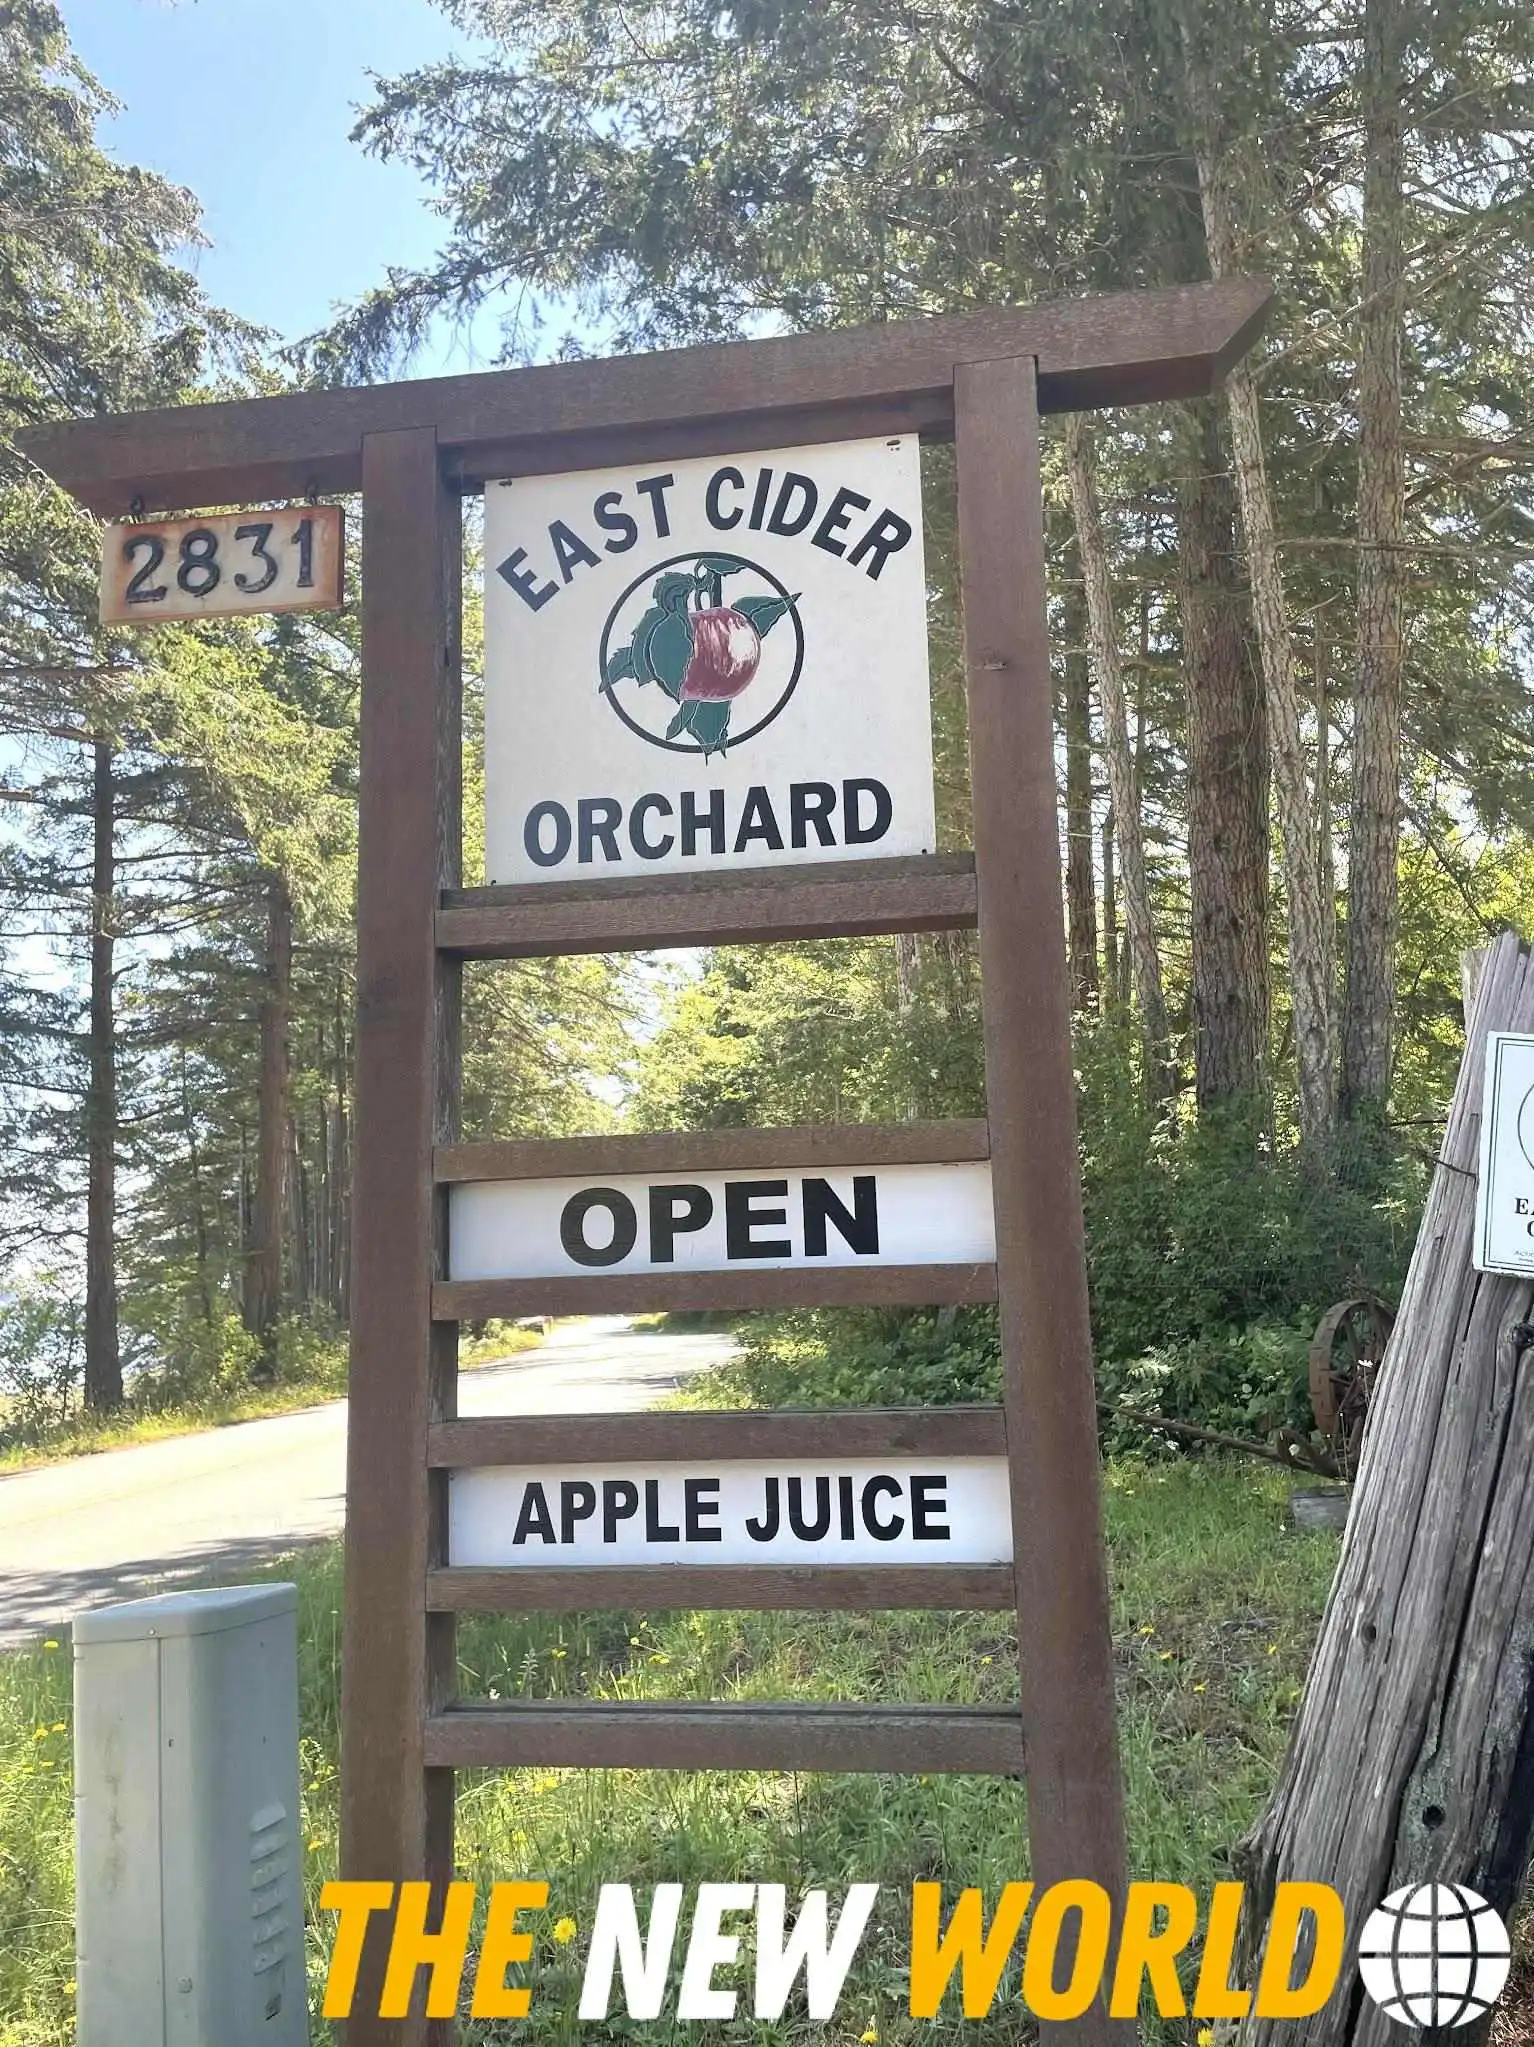 2831
EAST CIDER
ORCHARD
OPEN
APPLE JUICE
THE NEW WORLD